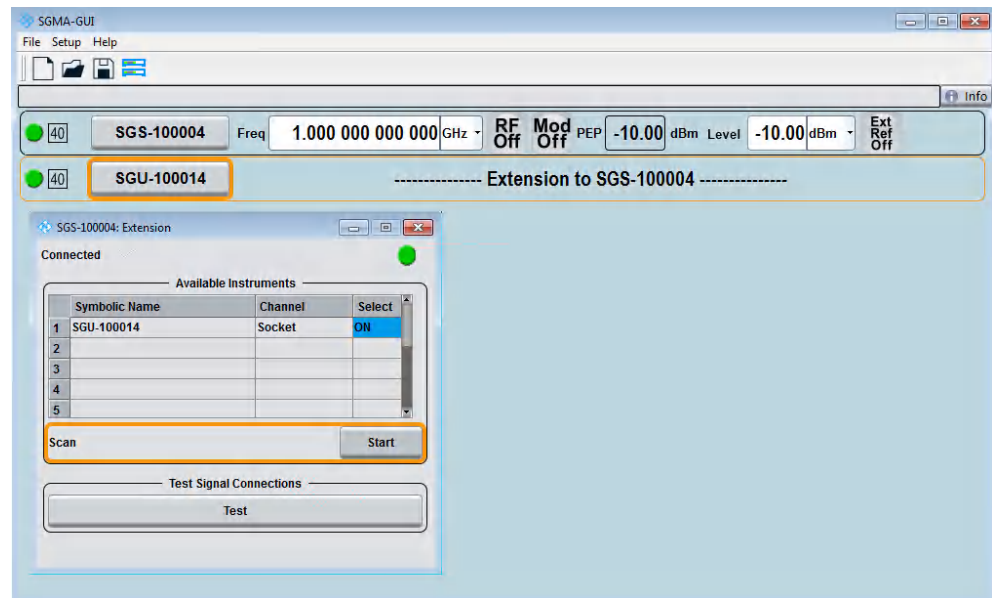 SGMA-GUI
File Setup Help
Info
40 SGS-100004 Freq 1.000 000 000 000 GHz RF Off Mod Off PEP -10.00 dBm Level -10.00 dBm Ext Ref Off
40 SGU-100014 -------------- Extension to SGS-100004 --------------
SGS-100004: Extension
Connected
Available Instruments
Symbolic Name Channel Select
1 SGU-100014 Socket ON
2
3
4
5
Scan Start
Test Signal Connections
Test